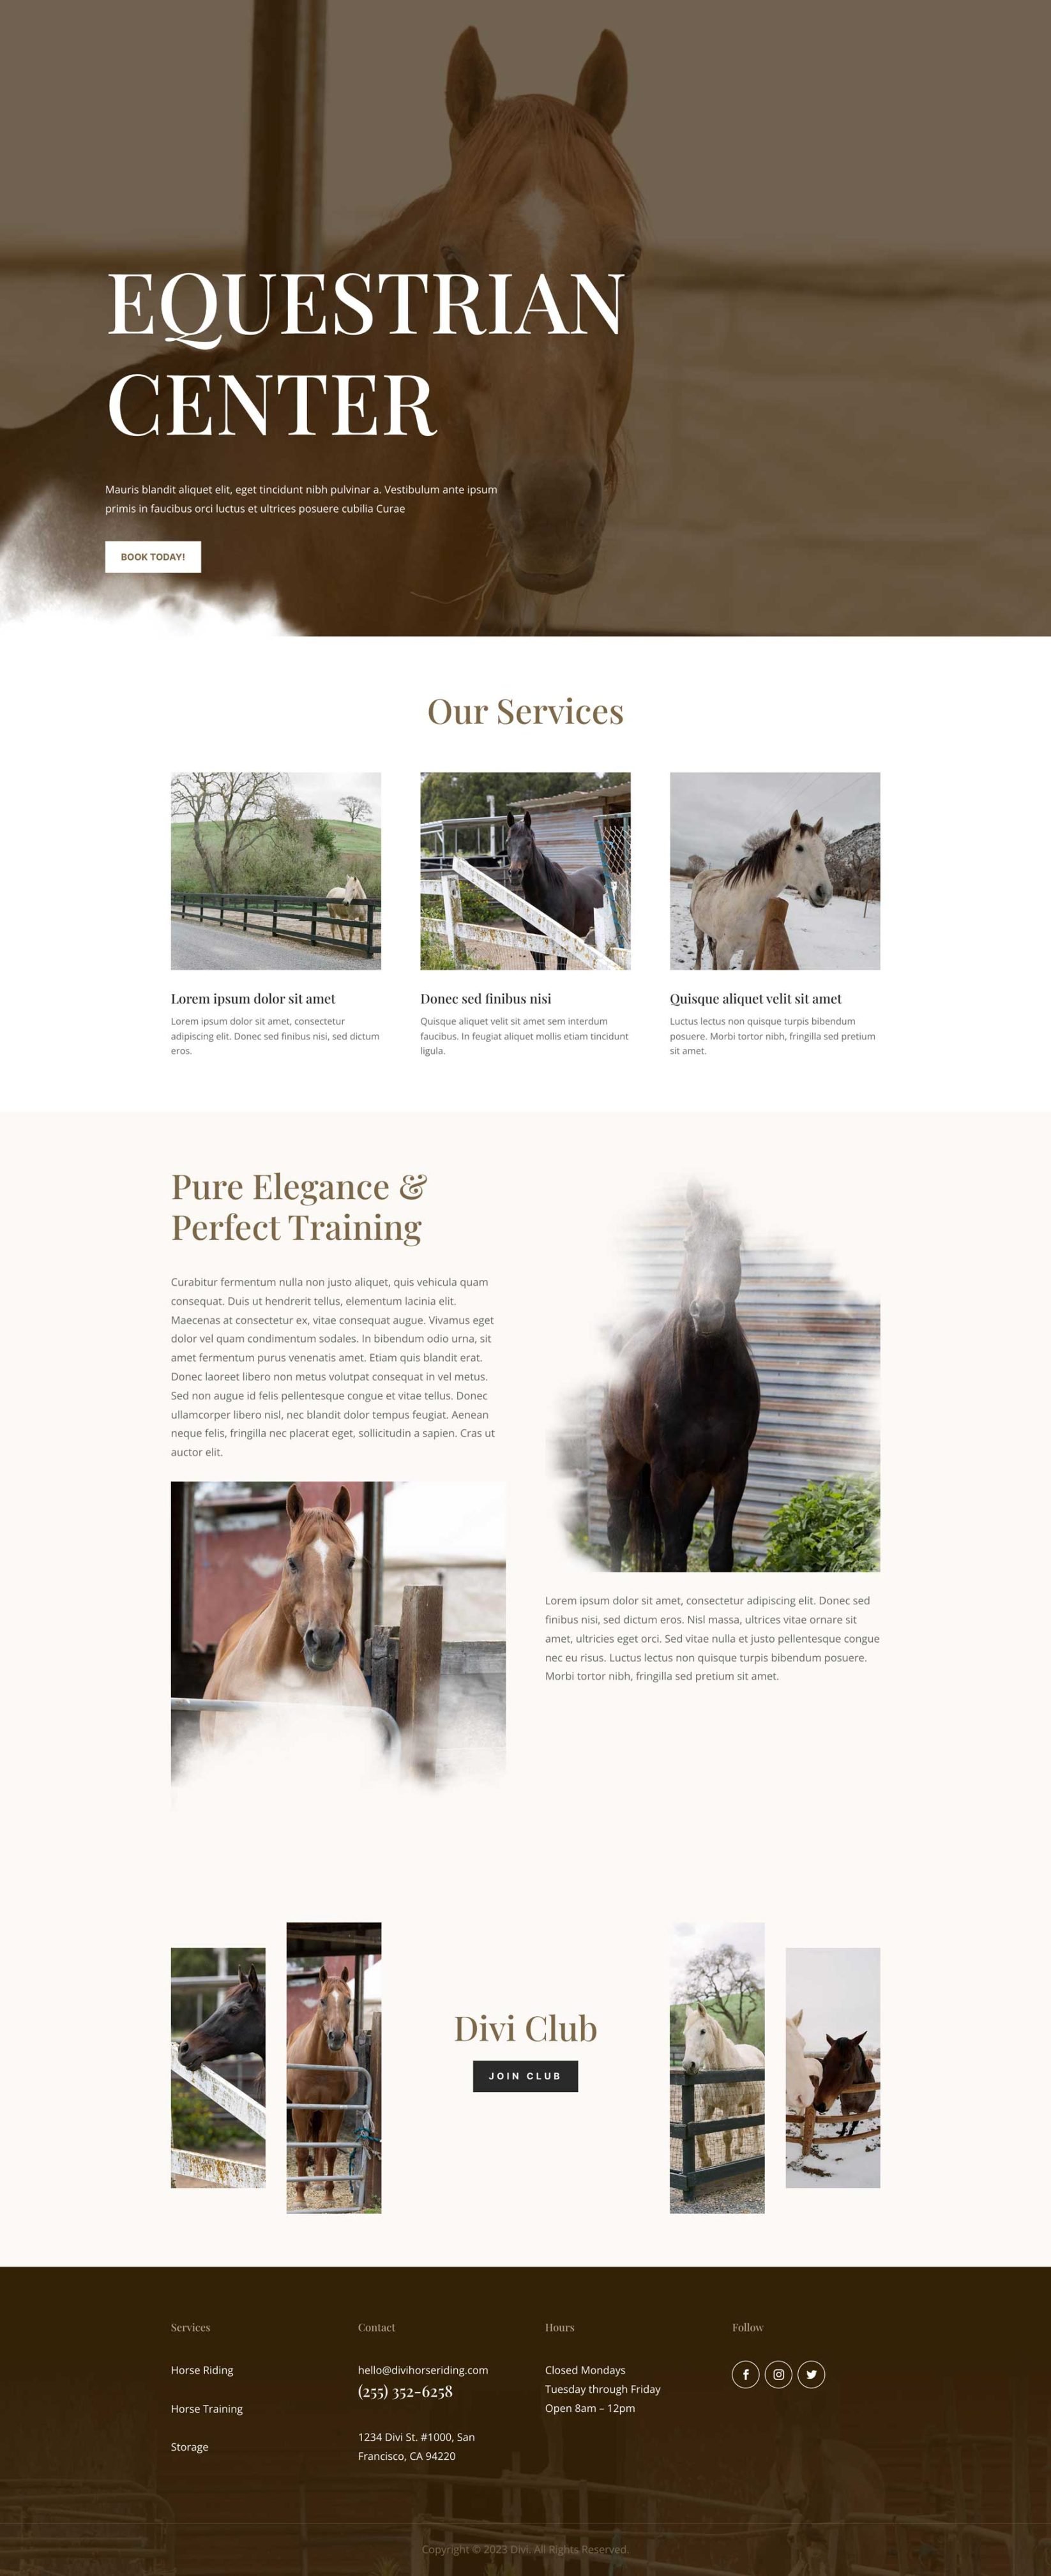 EQUESTRIAN
CENTER
Mauris blandit aliquet elit, eget tincidunt nibh pulvinar a. Vestibulum ante ipsum
primis in faucibus orci luctus et ultrices posuere cubilia Curae
BOOK TODAY!
Our Services
Lorem ipsum dolor sit amet
Lorem ipsum dolor sit amet, consectetur
adipiscing elit. Donec sed finibus nisi, sed dictum
eros.
Donec sed finibus nisi
Quisque aliquet velit sit amet sem interdum
faucibus. In feugiat aliquet mollis etiam tincidunt
ligula.
Quisque aliquet velit sit amet
Luctus lectus non quisque turpis bibendum
posuere. Morbi tortor nibh, fringilla sed pretium
sit amet.
Pure Elegance &
Perfect Training
Curabitur fermentum nulla non justo aliquet, quis vehicula quam
consequat. Duis ut hendrerit tellus, elementum lacinia elit.
Maecenas at consectetur ex, vitae consequat augue. Vivamus eget
dolor vel quam condimentum sodales. In bibendum odio urna, sit
amet fermentum purus venenatis amet. Etiam quis blandit erat.
Donec laoreet libero non metus volutpat consequat in vel metus.
Sed non augue id felis pellentesque congue et vitae tellus. Donec
ullamcorper libero nisl, nec blandit dolor tempus feugiat. Aenean
neque felis, fringilla nec placerat eget, sollicitudin a sapien. Cras ut
auctor elit.
Lorem ipsum dolor sit amet, consectetur adipiscing elit. Donec sed
finibus nisi, sed dictum eros. Nisl massa, ultrices vitae ornare sit
amet, ultricies eget orci. Sed vitae nulla et justo pellentesque congue
nec eu risus. Luctus lectus non quisque turpis bibendum posuere.
Morbi tortor nibh, fringilla sed pretium sit amet.
Divi Club
JOIN CLUB
Services
Horse Riding
Horse Training
Storage
Contact
hello@divihorseriding.com
(255) 352-6258
1234 Divi St. #1000, San
Francisco, CA 94220
Hours
Closed Mondays
Tuesday through Friday
Open 8am – 12pm
Follow
Copyright © 2023 Divi. All Rights Reserved.